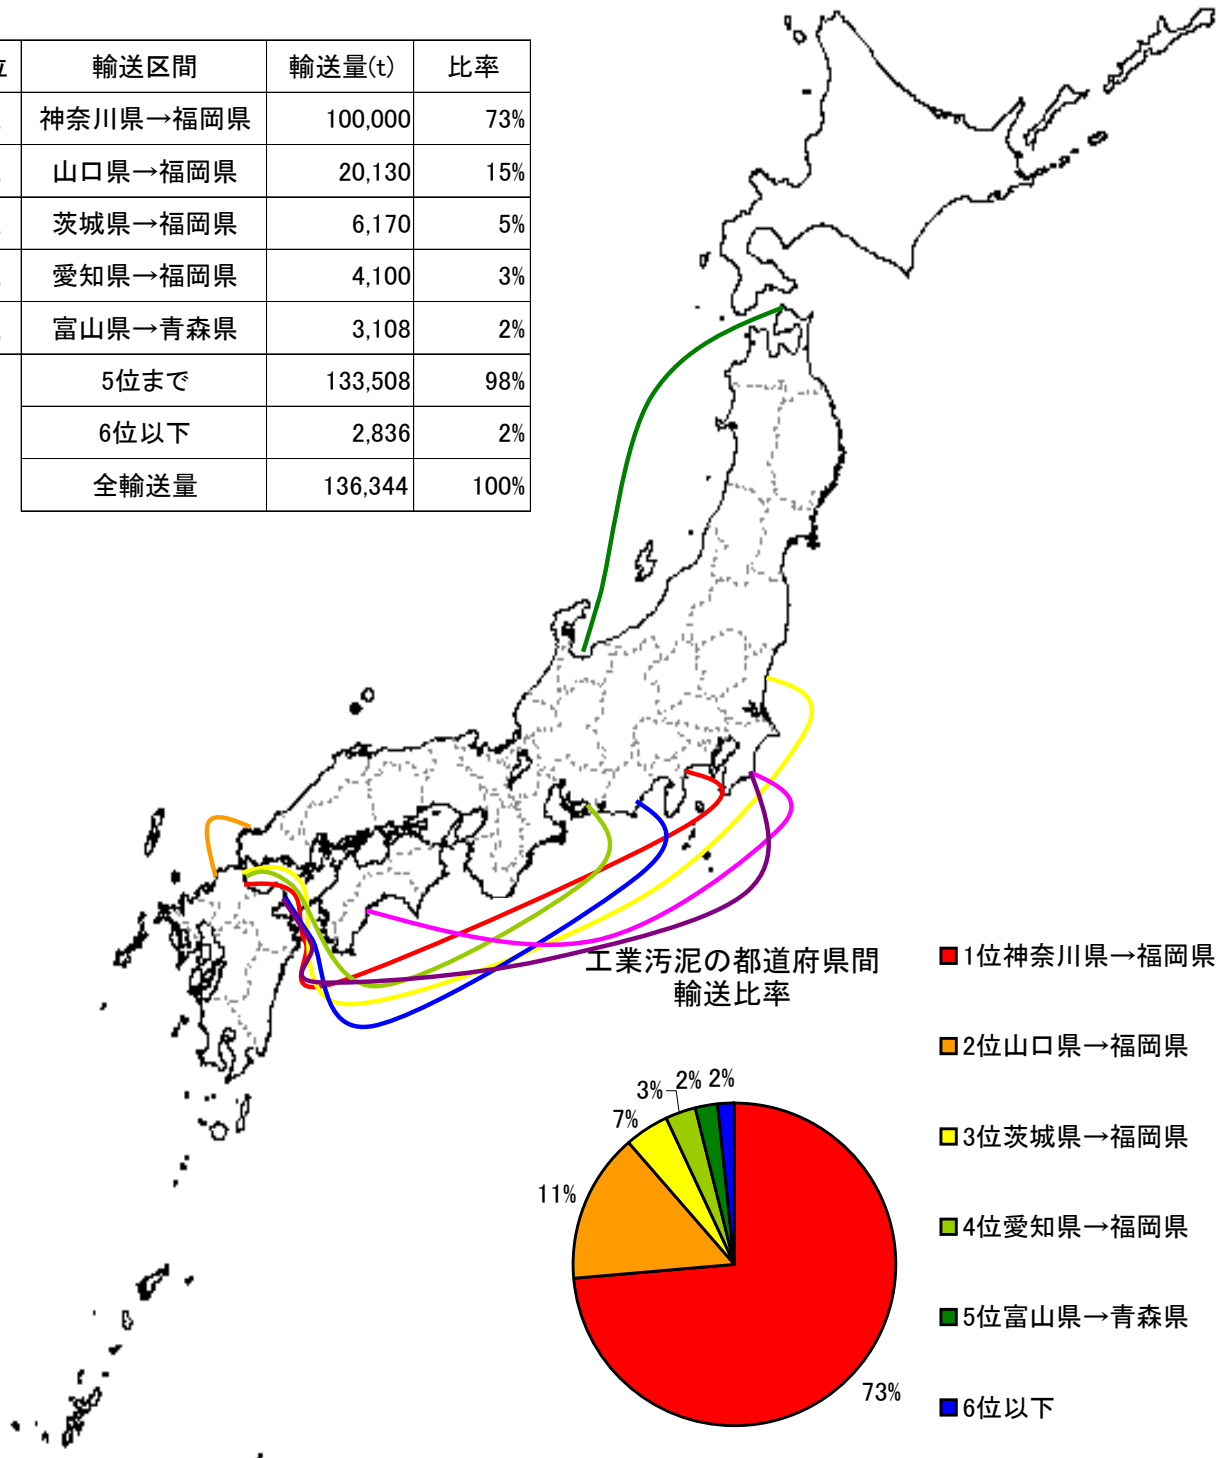 位 輸送区間 輸送量(t) 比率
神奈川県→福岡県 100,000 73%
山口県→福岡県 20,130 15%
茨城県→福岡県 6,170 5%
愛知県→福岡県 4,100 3%
富山県→青森県 3,108 2%
5位まで 133,508 98%
6位以下 2,836 2%
全輸送量 136,344 100%
工業汚泥の都道府県間
輸送比率
3% 2% 2%
7%
11%
73%
1位神奈川県→福岡県
2位山口県→福岡県
3位茨城県→福岡県
4位愛知県→福岡県
5位富山県→青森県
6位以下